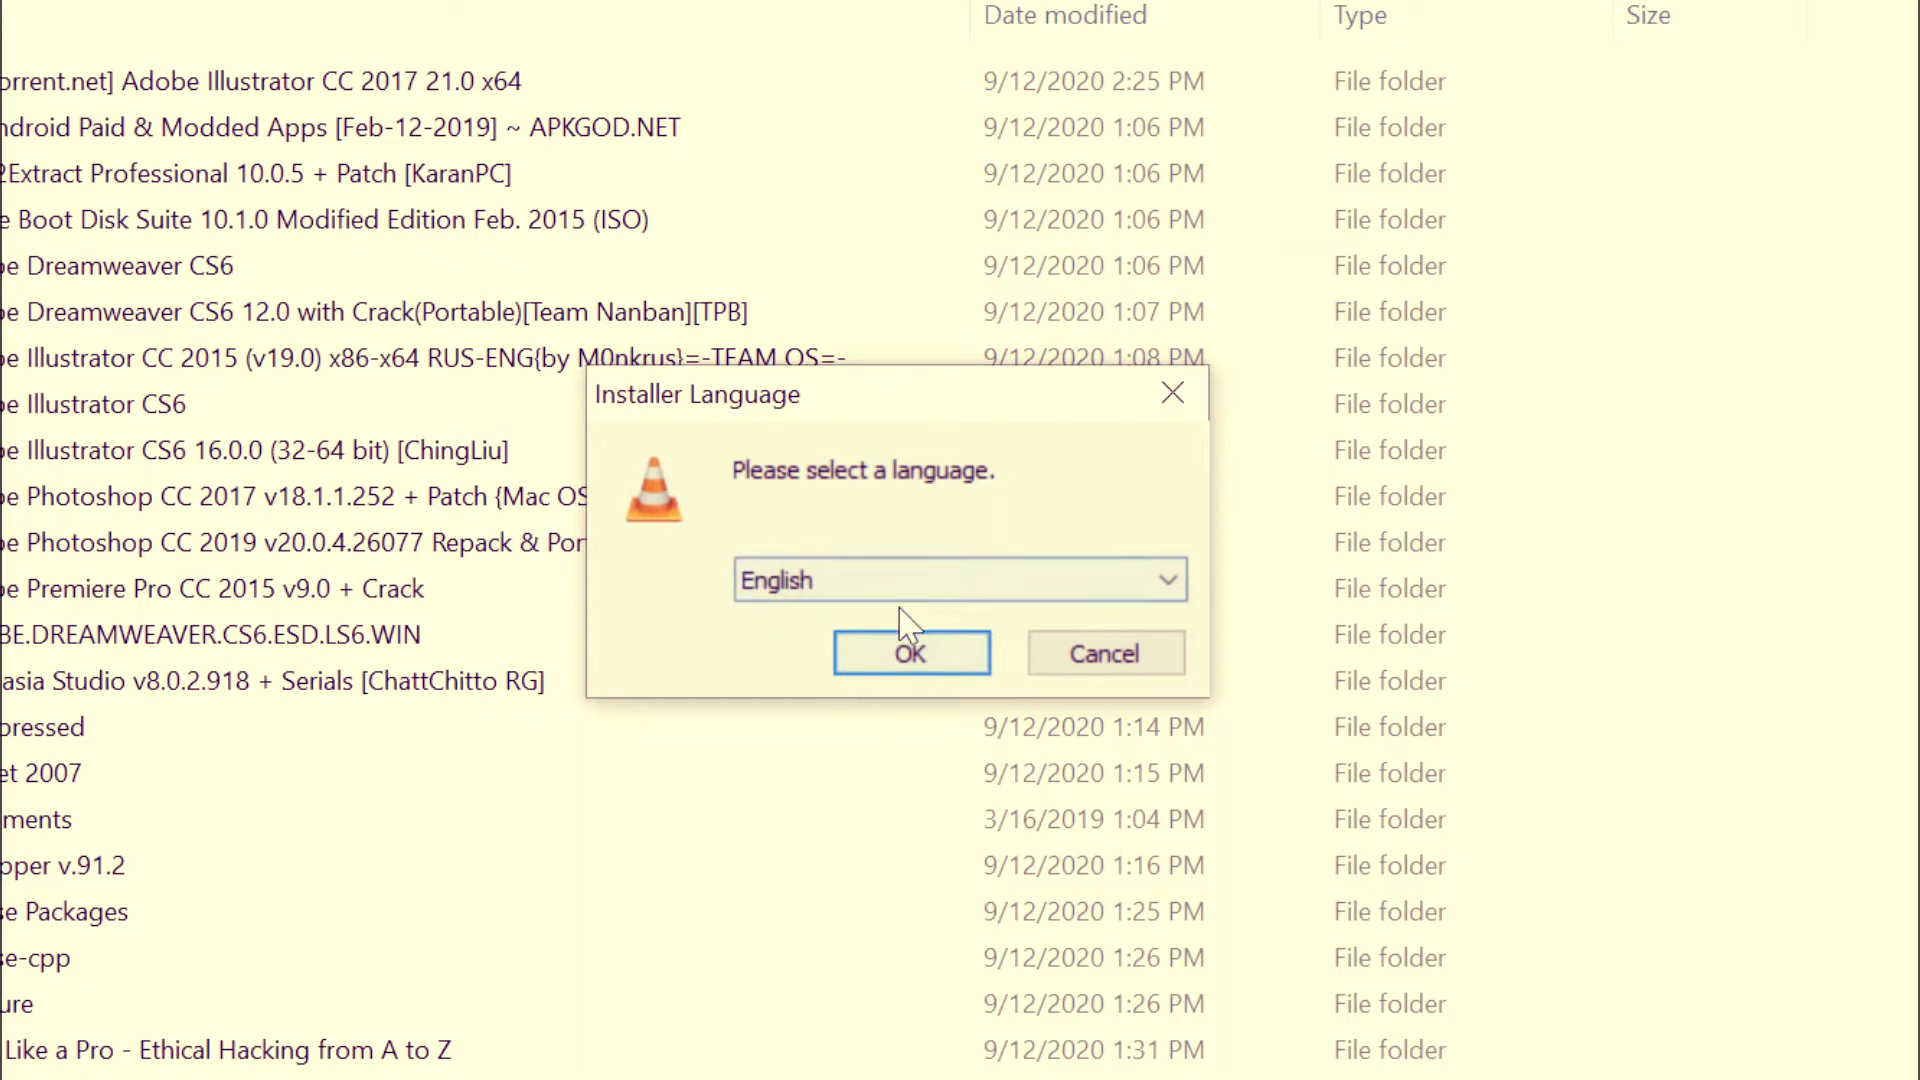 Date modified Type Size
orrent.net] Adobe Illustrator CC 2017 21.0 x64 9/12/2020 2:25 PM File folder
ndroid Paid & Modded Apps [Feb-12-2019] ~ APKGOD.NET 9/12/2020 1:06 PM File folder
2Extract Professional 10.0.5 + Patch [KaranPC] 9/12/2020 1:06 PM File folder
e Boot Disk Suite 10.1.0 Modified Edition Feb. 2015 (ISO) 9/12/2020 1:06 PM File folder
be Dreamweaver CS6 9/12/2020 1:06 PM File folder
be Dreamweaver CS6 12.0 with Crack(Portable)[Team Nanban][TPB] 9/12/2020 1:07 PM File folder
be Illustrator CC 2015 (v19.0) x86-x64 RUS-ENG{by M0nkrus}=-TEAM OS=- 9/12/2020 1:08 PM File folder
be Illustrator CS6 File folder
be Illustrator CS6 16.0.0 (32-64 bit) [ChingLiu] File folder
be Photoshop CC 2017 v18.1.1.252 + Patch {Mac OS File folder
be Photoshop CC 2019 v20.0.4.26077 Repack & Por File folder
be Premiere Pro CC 2015 v9.0 + Crack File folder
BE.DREAMWEAVER.CS6.ESD.LS6.WIN File folder
asia Studio v8.0.2.918 + Serials [ChattChitto RG] File folder
Installer Language
Please select a language.
English
OK Cancel
pressed 9/12/2020 1:14 PM File folder
et 2007 9/12/2020 1:15 PM File folder
ments 3/16/2019 1:04 PM File folder
pper v.91.2 9/12/2020 1:16 PM File folder
se Packages 9/12/2020 1:25 PM File folder
se-cpp 9/12/2020 1:26 PM File folder
ure 9/12/2020 1:26 PM File folder
Like a Pro - Ethical Hacking from A to Z 9/12/2020 1:31 PM File folder